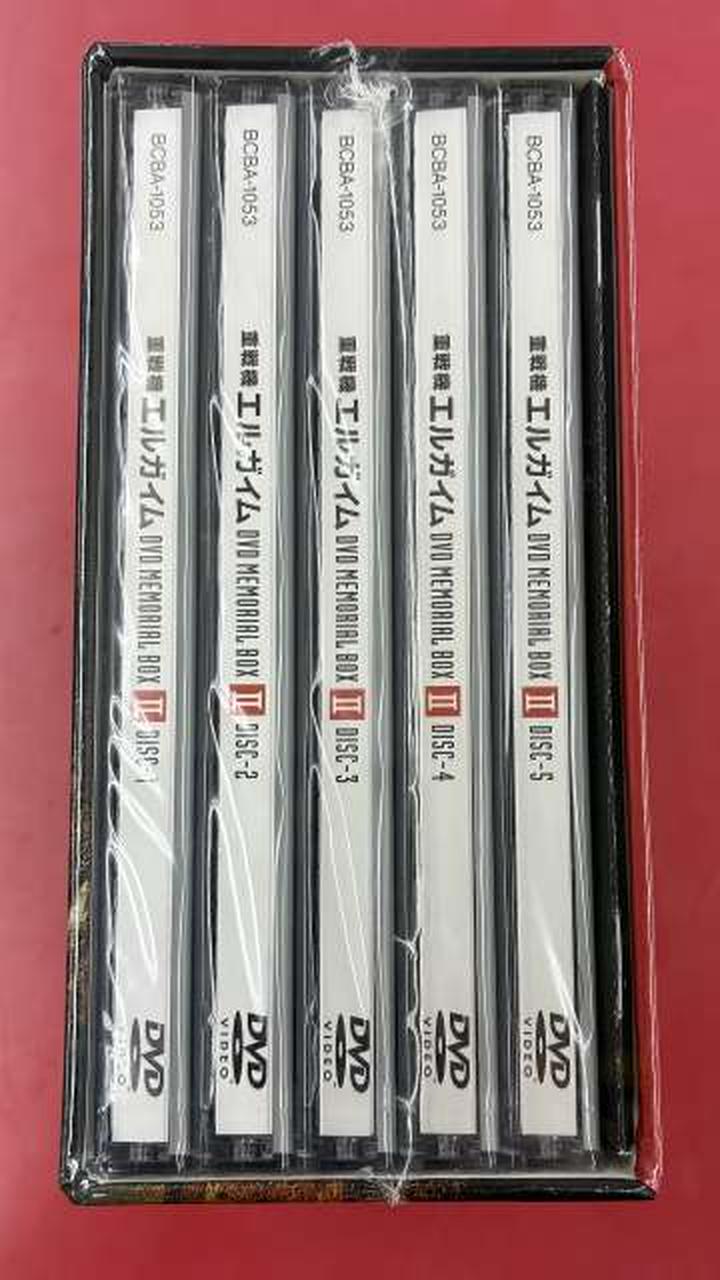 BCBA-1053
重戦機エルガイム DVD MEMORIAL BOX II DISC-1
DVD
VIDEO
BCBA-1053
重戦機エルガイム DVD MEMORIAL BOX II DISC-2
DVD
VIDEO
BCBA-1053
重戦機エルガイム DVD MEMORIAL BOX II DISC-3
DVD
VIDEO
BCBA-1053
重戦機エルガイム DVD MEMORIAL BOX II DISC-4
DVD
VIDEO
BCBA-1053
重戦機エルガイム DVD MEMORIAL BOX II DISC-5
DVD
VIDEO